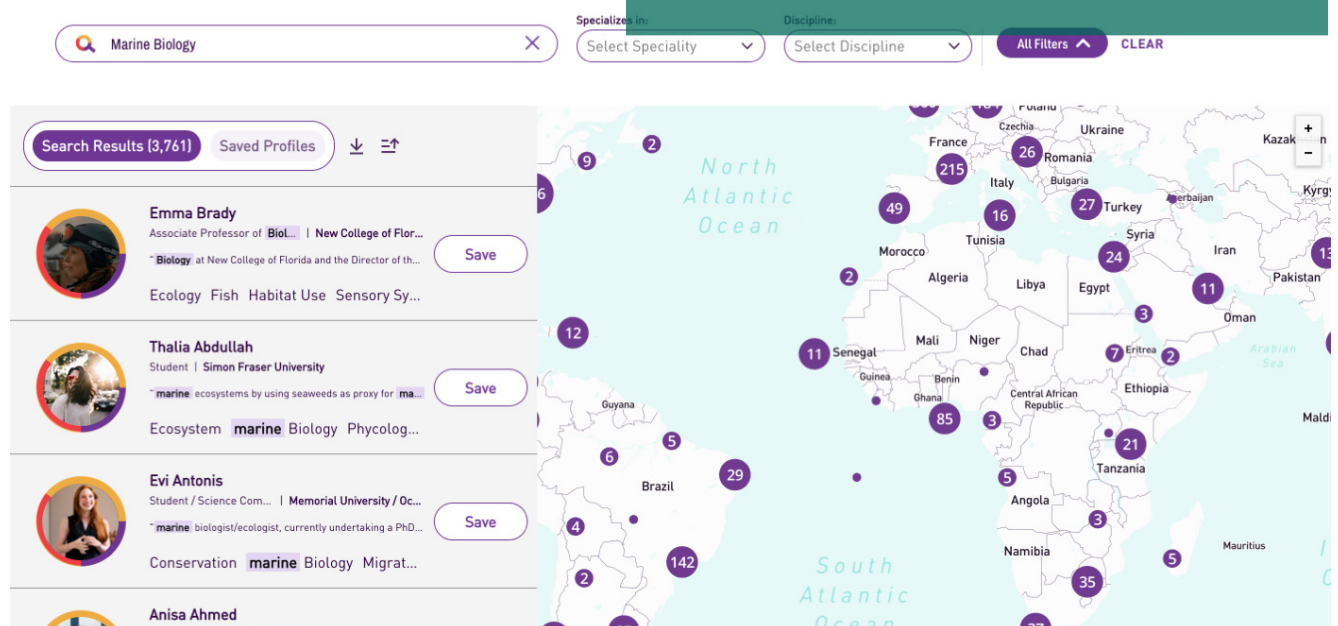 Specializes in:
Discipline:
Marine Biology
Select Speciality
Select Discipline
All Filters
CLEAR
Search Results (3,761)
Saved Profiles
Emma Brady
Associate Professor of Biol... | New College of Flor...
Biology at New College of Florida and the Director of th...
Ecology Fish Habitat Use Sensory Sy...
Save
Thalia Abdullah
Student | Simon Fraser University
marine ecosystems by using seaweeds as proxy for ma...
Ecosystem marine Biology Phycolog...
Save
Evi Antonis
Student / Science Com... | Memorial University / Oc...
marine biologist/ecologist, currently undertaking a PhD...
Conservation marine Biology Migrat...
Save
Anisa Ahmed
North
Atlantic
Ocean
South
Atlantic
Ocean
Arabian
Sea
Poland
Czechia
Ukraine
France
Romania
Italy
Bulgaria
Turkey
Kyrgy
Tunisia
Syria
Morocco
Iran
Algeria
Libya
Egypt
Pakistan
Oman
Mali
Niger
Chad
Senegal
Eritrea
Guinea
Benin
Ghana
Central African
Republic
Ethiopia
Guyana
Maldi
Brazil
Tanzania
Angola
Namibia
Mauritius
+
-
2
9
6
26
215
49
16
27
24
2
11
3
12
11
7
2
85
3
5
21
6
29
5
4
3
142
2
5
35